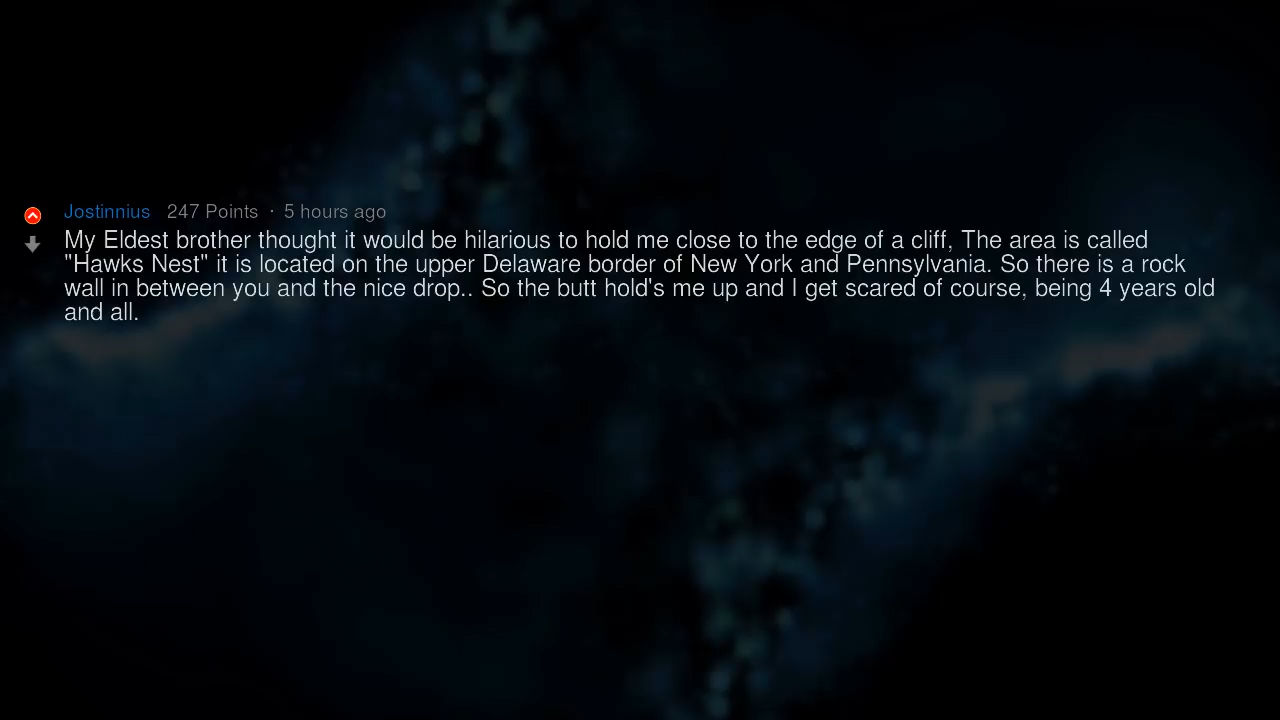 Jostinnius 247 Points · 5 hours ago
My Eldest brother thought it would be hilarious to hold me close to the edge of a cliff, The area is called
"Hawks Nest" it is located on the upper Delaware border of New York and Pennsylvania. So there is a rock
wall in between you and the nice drop.. So the butt hold's me up and I get scared of course, being 4 years old
and all.